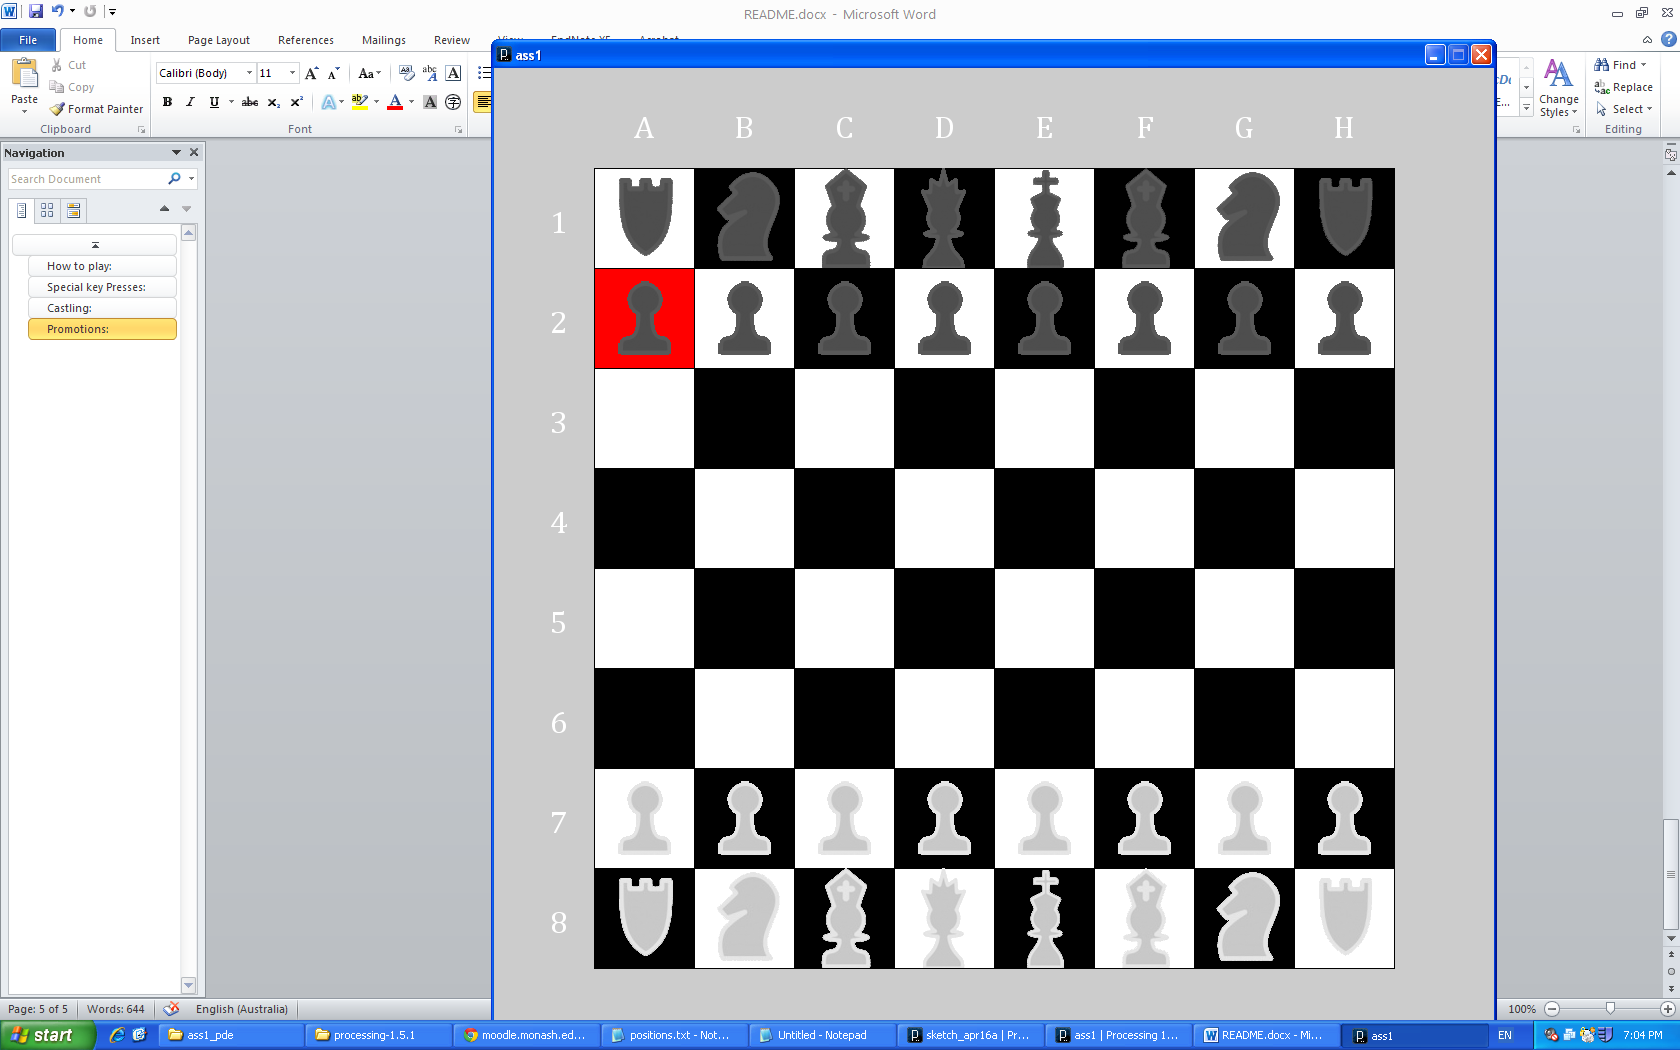 README.docx - Microsoft Word
File Home Insert Page Layout References Mailings Review
Cut
Copy
Format Painter
Paste
Clipboard
Calibri (Body) 11
Font
Change Styles
Find
Replace
Select
Editing
ass1
Navigation
Search Document
How to play:
Special key Presses:
Castling:
Promotions:
A B C D E F G H
1
2
3
4
5
6
7
8
Page: 5 of 5 Words: 644 English (Australia)
100%
start ass1_pde processing-1.5.1 moodle.monash.ed... positions.txt - Not... Untitled - Notepad sketch_apr16a | Pr... ass1 | Processing 1... README.docx - Mi... ass1 EN 7:04 PM